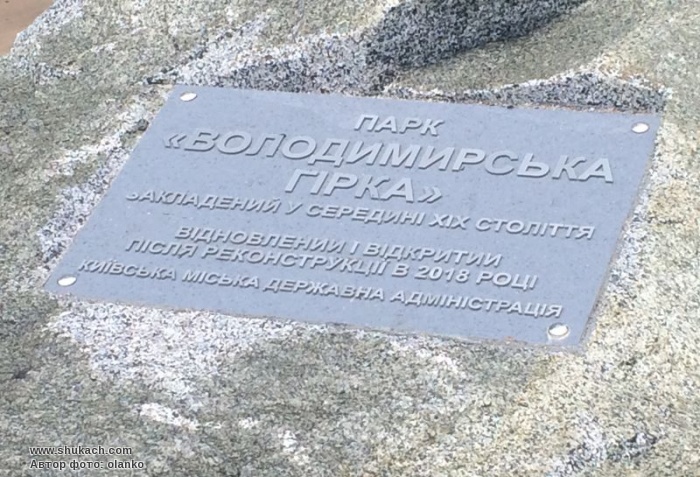 ПАРК
«ВОЛОДИМИРСЬКА
ГІРКА»
ЗАКЛАДЕНИЙ У СЕРЕДИНІ ХІХ СТОЛІТТЯ
ВІДНОВЛЕНИЙ І ВІДКРИТИЙ
ПІСЛЯ РЕКОНСТРУКЦІЇ В 2018 РОЦІ
КИЇВСЬКА МІСЬКА ДЕРЖАВНА АДМІНІСТРАЦІЯ
www.shukach.com
Автор фото: olanko